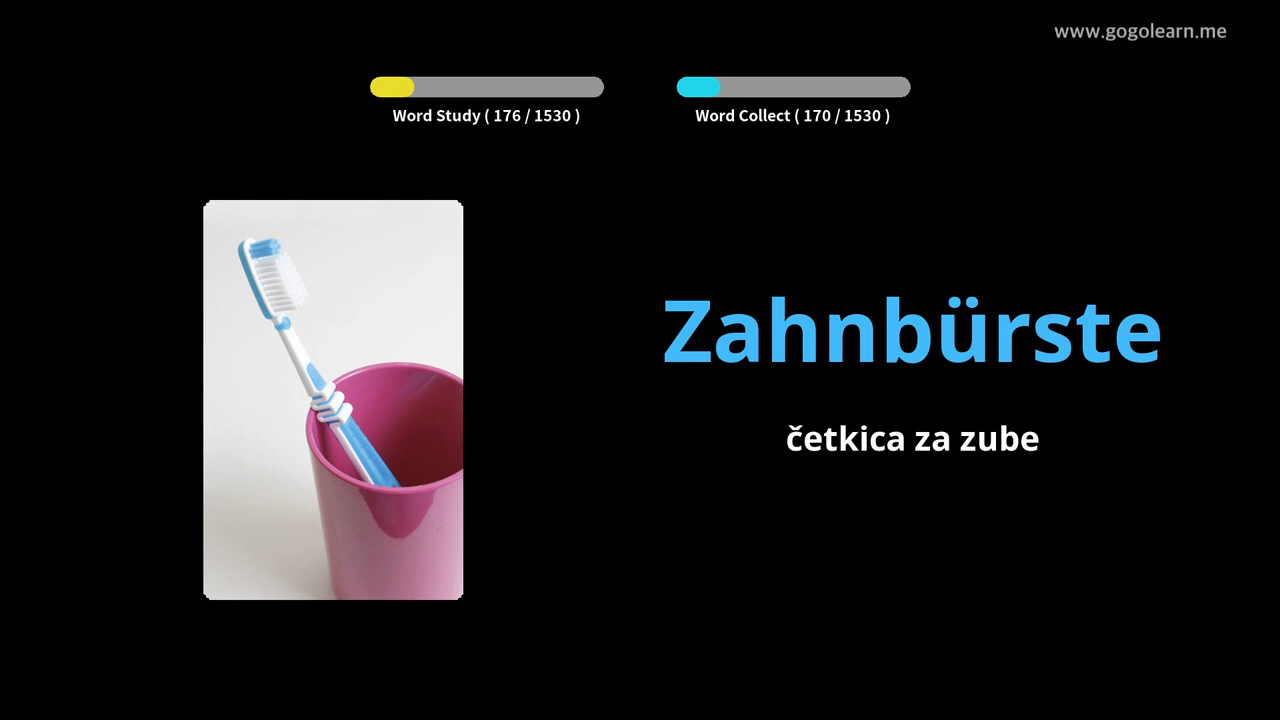 www.gogolearn.me
Word Study ( 176 / 1530 )
Word Collect ( 170 / 1530 )
Zahnbürste
četkica za zube